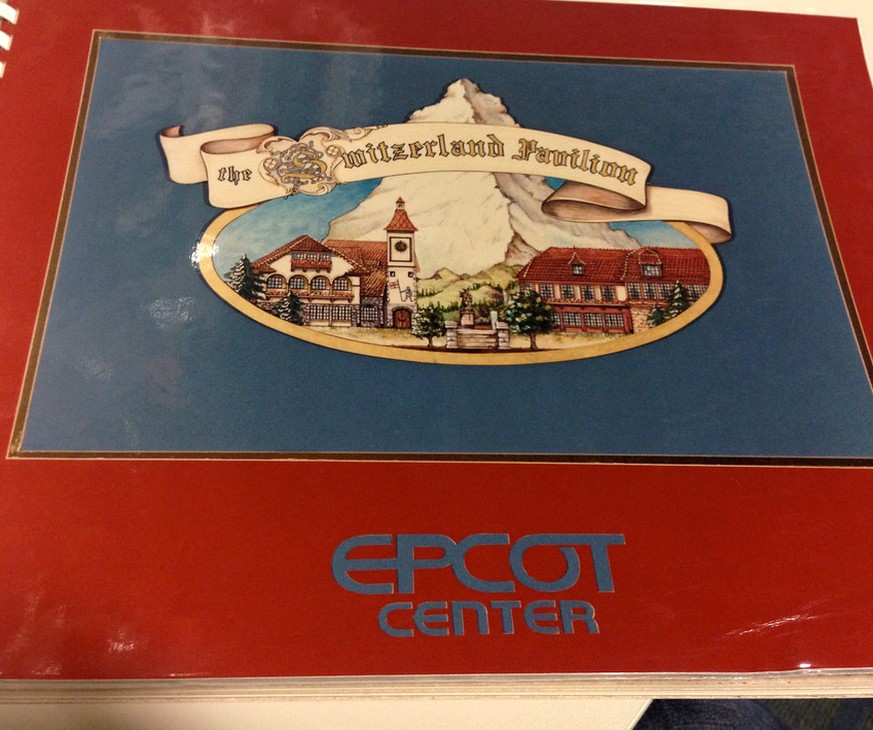 the Switzerland Pavilion
EPCOT
CENTER